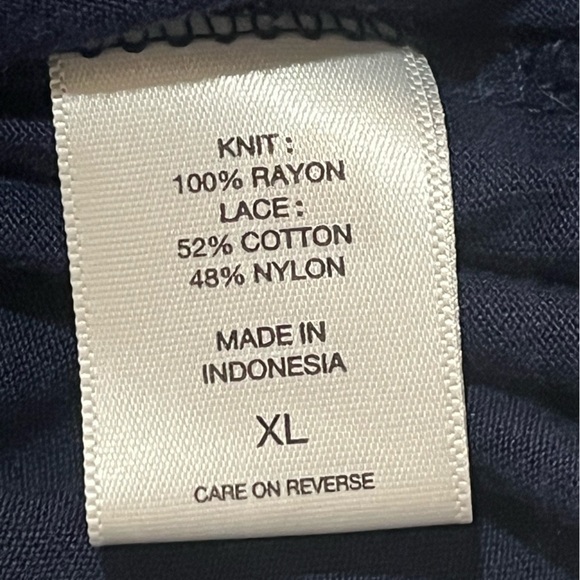 KNIT:
100% RAYON
LACE:
52% COTTON
48% NYLON
MADE IN
INDONESIA
XL
CARE ON REVERSE